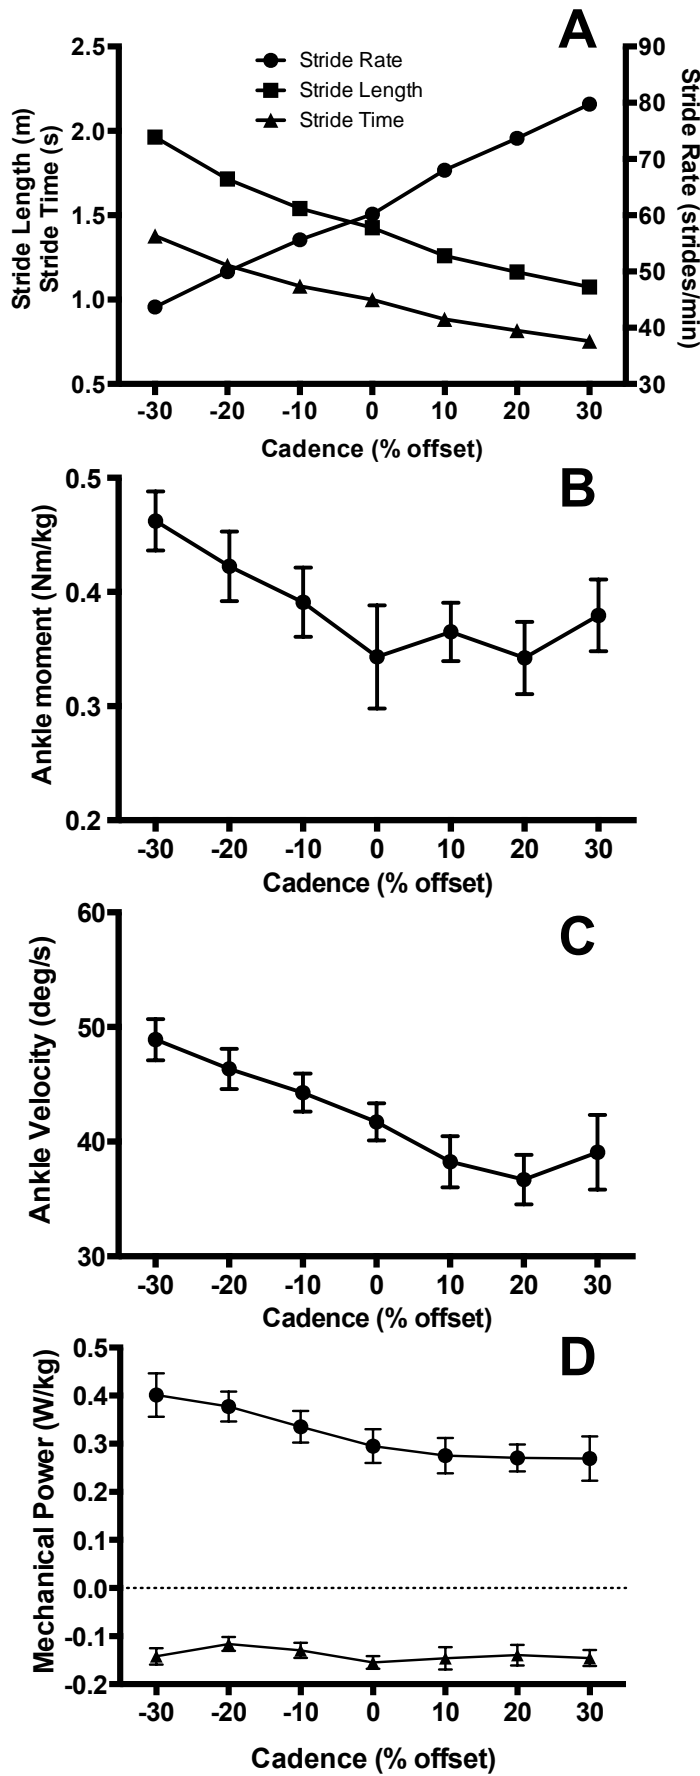 A
Stride Rate
Stride Length
Stride Time
Stride Length (m)
Stride Time (s)
2.5
2.0
1.5
1.0
0.5
Stride Rate (strides/min)
90
80
70
60
50
40
30
-30 -20 -10 0 10 20 30
Cadence (% offset)
B
Ankle moment (Nm/kg)
0.5
0.4
0.3
0.2
-30 -20 -10 0 10 20 30
Cadence (% offset)
C
Ankle Velocity (deg/s)
60
50
40
30
-30 -20 -10 0 10 20 30
Cadence (% offset)
D
Mechanical Power (W/kg)
0.5
0.4
0.3
0.2
0.1
0.0
-0.1
-0.2
-30 -20 -10 0 10 20 30
Cadence (% offset)